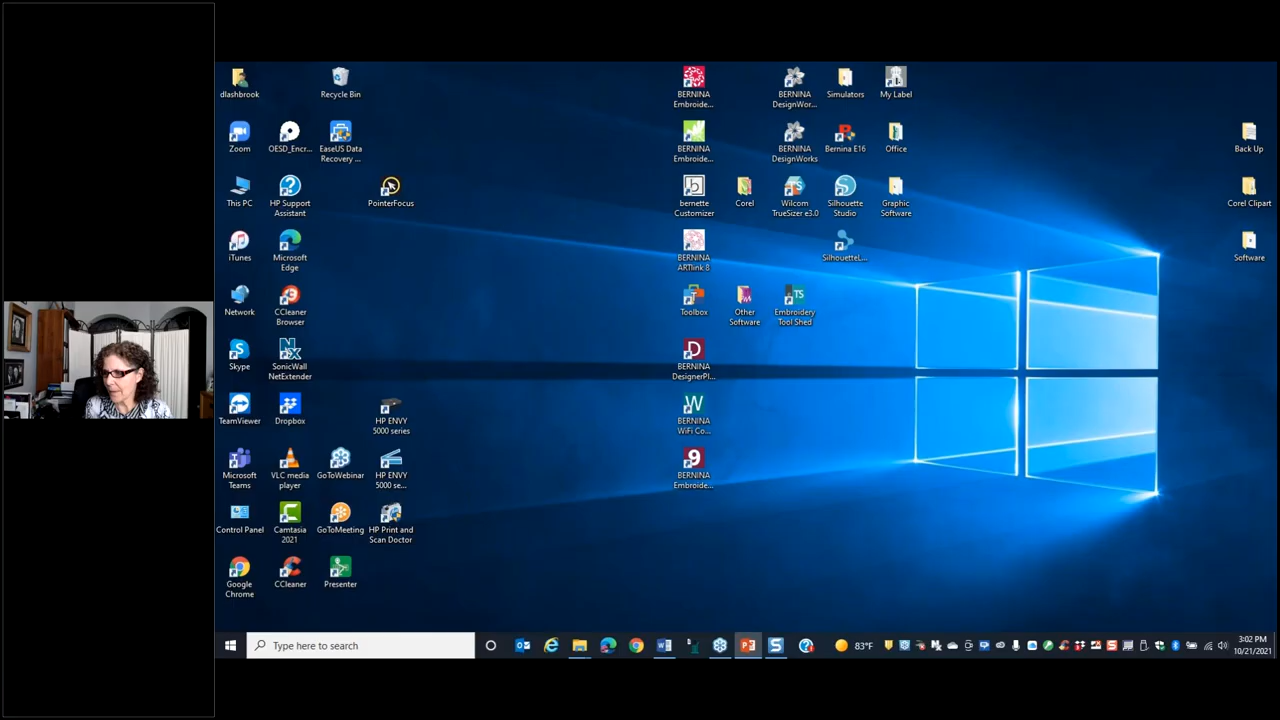 dlashbrook
Recycle Bin
BERNINA
Embroide...
BERNINA
DesignWor...
Simulators
My Label
Zoom
OESD_Encr...
EaseUS Data
Recovery ...
BERNINA
Embroide...
BERNINA
DesignWorks
Bernina E16
Office
Back Up
This PC
HP Support
Assistant
PointerFocus
bernette
Customizer
Corel
Wilcom
TrueSizer e3.0
Silhouette
Studio
Graphic
Software
Corel Clipart
iTunes
Microsoft
Edge
BERNINA
ARTlink 8
SilhouetteL...
Software
Network
CCleaner
Browser
Toolbox
Other
Software
Embroidery
Tool Shed
Skype
SonicWall
NetExtender
BERNINA
DesignerPl...
TeamViewer
Dropbox
HP ENVY
5000 series
BERNINA
WiFi Co...
Microsoft
Teams
VLC media
player
GoToWebinar
HP ENVY
5000 se...
BERNINA
Embroide...
Control Panel
Camtasia
2021
GoToMeeting
HP Print and
Scan Doctor
Google
Chrome
CCleaner
Presenter
Type here to search
83°F
3:02 PM
10/21/2021